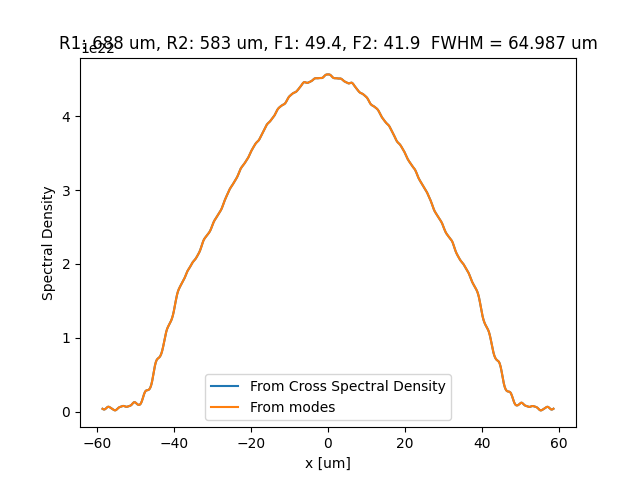 R1: 688 um, R2: 583 um, F1: 49.4, F2: 41.9  FWHM = 64.987 um
1e22
4
3
2
1
0
Spectral Density
From Cross Spectral Density
From modes
−60 −40 −20 0 20 40 60
x [um]